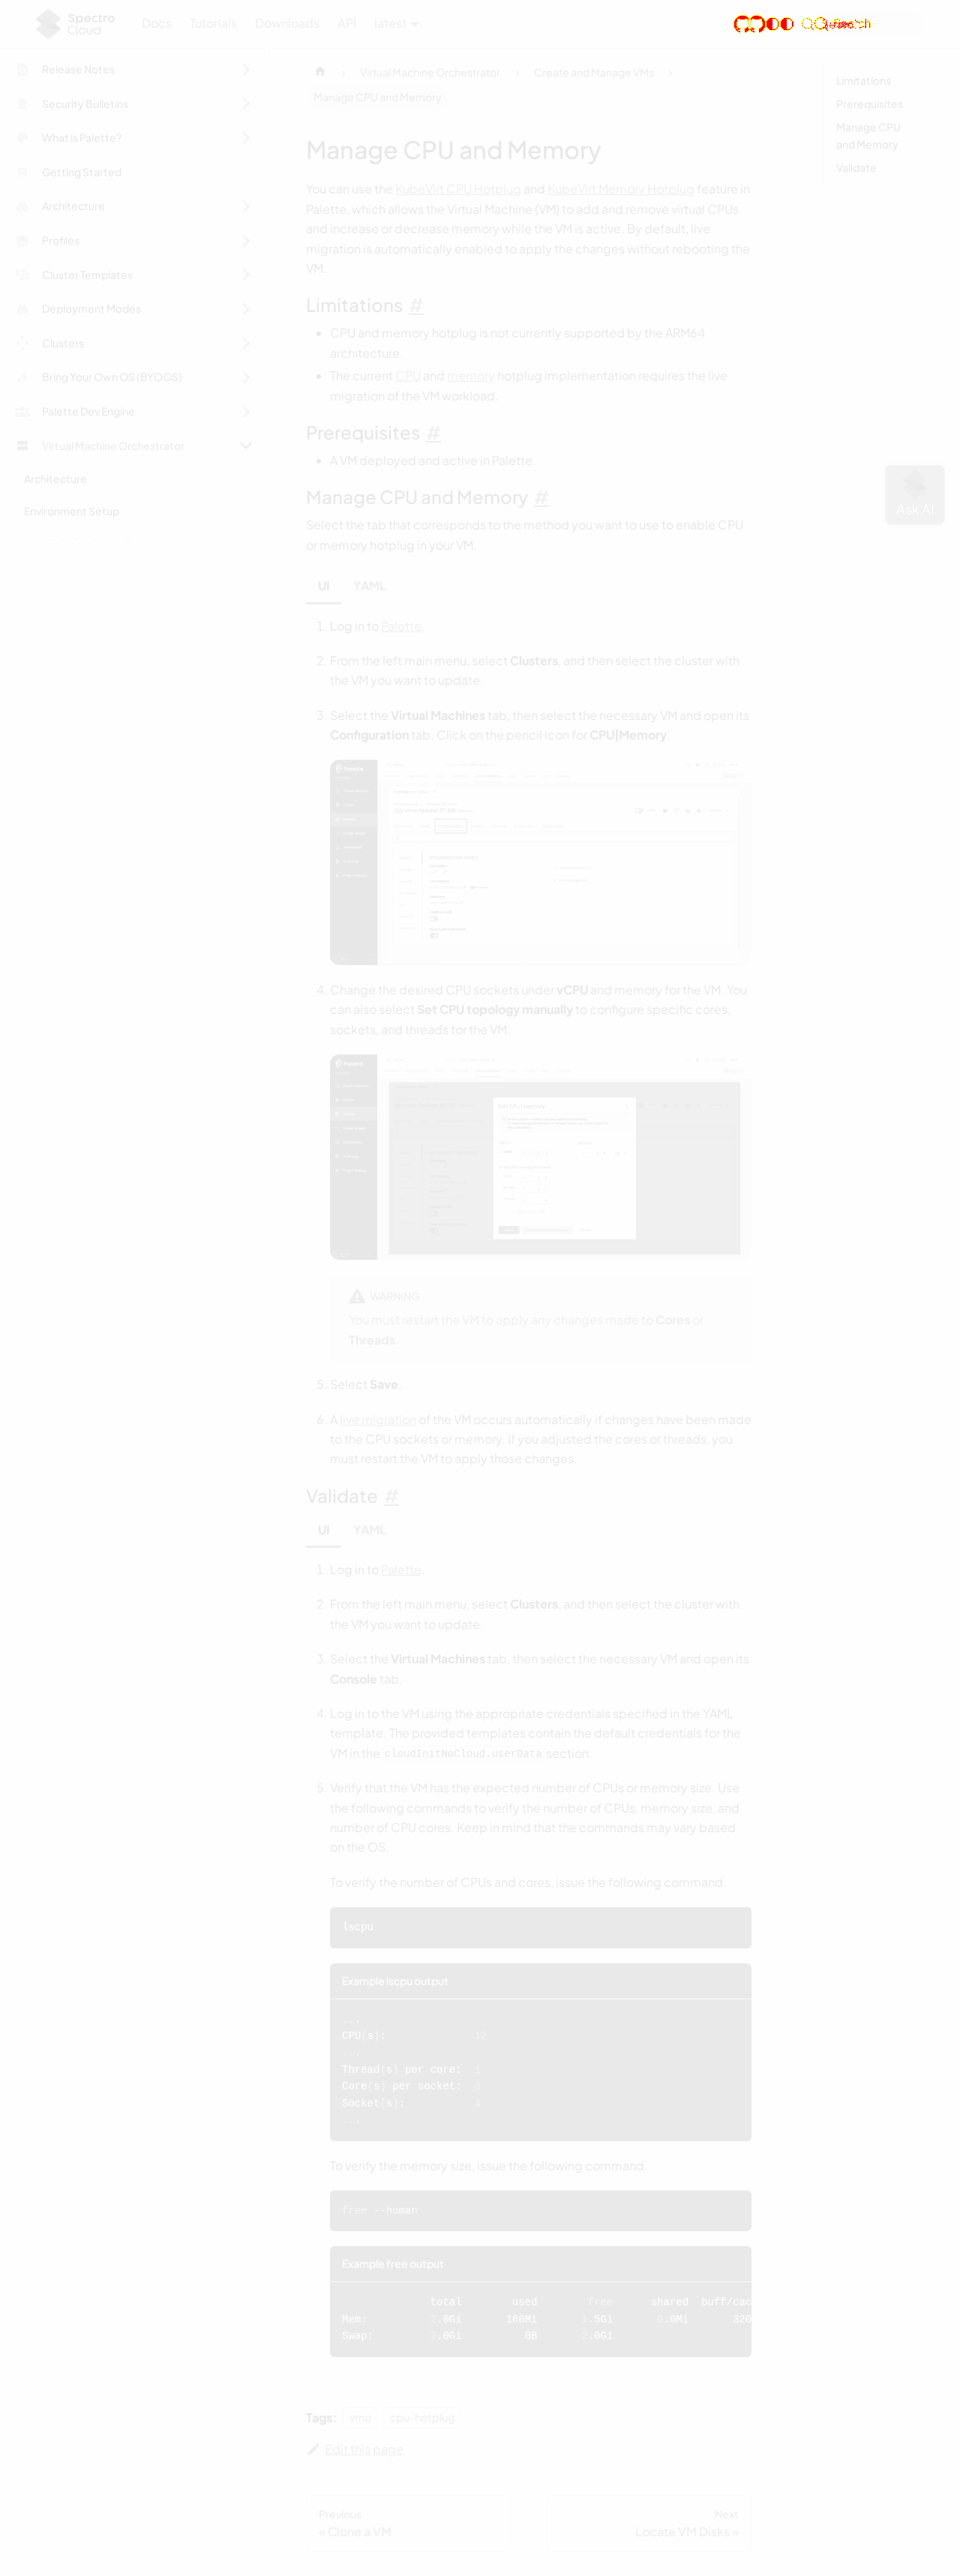 Spectro Cloud
Docs Tutorials Downloads API latest
Release Notes
Security Bulletins
What is Palette?
Getting Started
Architecture
Profiles
Cluster Templates
Deployment Modes
Clusters
Bring Your Own OS (BYOOS)
Palette Dev Engine
Virtual Machine Orchestrator
Architecture
Environment Setup
Virtual Machine Orchestrator › Create and Manage VMs ›
Manage CPU and Memory
Limitations
Prerequisites
Manage CPU
and Memory
Validate
Manage CPU and Memory
You can use the KubeVirt CPU Hotplug and KubeVirt Memory Hotplug feature in
Palette, which allows the Virtual Machine (VM) to add and remove virtual CPUs
and increase or decrease memory while the VM is active. By default, live
migration is automatically enabled to apply the changes without rebooting the
VM.
Limitations #
• CPU and memory hotplug is not currently supported by the ARM64
architecture.
• The current CPU and memory hotplug implementation requires the live
migration of the VM workload.
Prerequisites #
• A VM deployed and active in Palette.
Manage CPU and Memory #
Select the tab that corresponds to the method you want to use to enable CPU
or memory hotplug in your VM.
Ask AI
UI YAML
1. Log in to Palette.
2. From the left main menu, select Clusters, and then select the cluster with
the VM you want to update.
3. Select the Virtual Machines tab, then select the necessary VM and open its
Configuration tab. Click on the pencil icon for CPU|Memory.
4. Change the desired CPU sockets under vCPU and memory for the VM. You
can also select Set CPU topology manually to configure specific cores,
sockets, and threads for the VM.
WARNING
You must restart the VM to apply any changes made to Cores or
Threads.
5. Select Save.
6. A live migration of the VM occurs automatically if changes have been made
to the CPU sockets or memory. If you adjusted the cores or threads, you
must restart the VM to apply those changes.
Validate #
UI YAML
1. Log in to Palette.
2. From the left main menu, select Clusters, and then select the cluster with
the VM you want to update.
3. Select the Virtual Machines tab, then select the necessary VM and open its
Console tab.
4. Log in to the VM using the appropriate credentials specified in the YAML
template. The provided templates contain the default credentials for the
VM in the cloudInitNoCloud.userData section.
5. Verify that the VM has the expected number of CPUs or memory size. Use
the following commands to verify the number of CPUs, memory size, and
number of CPU cores. Keep in mind that the commands may vary based
on the OS.
To verify the number of CPUs and cores, issue the following command.
lscpu
Example lscpu output
...
CPU(s): 12
...
Thread(s) per core: 1
Core(s) per socket: 3
Socket(s): 4
...
To verify the memory size, issue the following command.
free --human
Example free output
total used free shared buff/cac
Mem: 2.0Gi 168Mi 1.5Gi 0.0Mi 320
Swap: 2.0Gi 0B 2.0Gi
Tags: vmo cpu-hotplug
Edit this page
Previous
« Clone a VM
Next
Locate VM Disks »